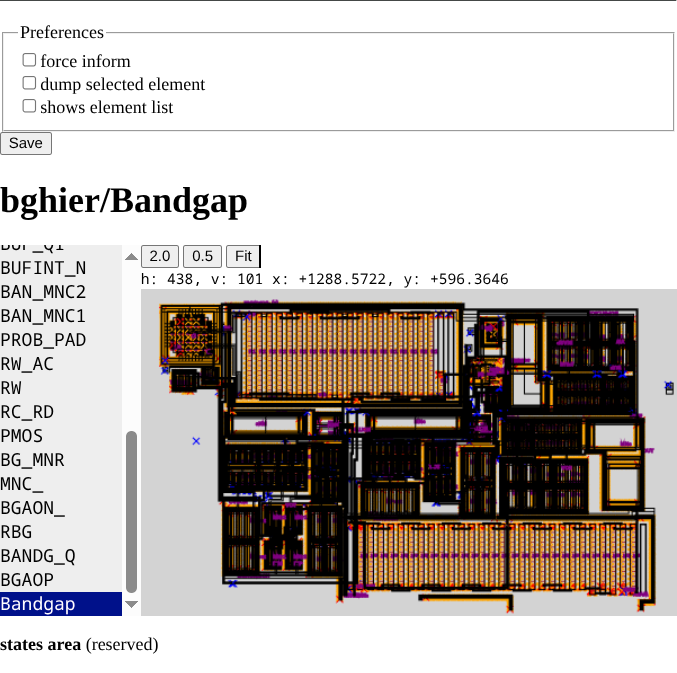 Preferences
force inform
dump selected element
shows element list
Save
bghier/Bandgap
BUF_Q1
BUFINT_N
BAN_MNC2
BAN_MNC1
PROB_PAD
RW_AC
RW
RC_RD
PMOS
BG_MNR
MNC_
BGAON_
RBG
BANDG_Q
BGAOP
Bandgap
2.0 0.5 Fit
h: 438, v: 101 x: +1288.5722, y: +596.3646
states area (reserved)